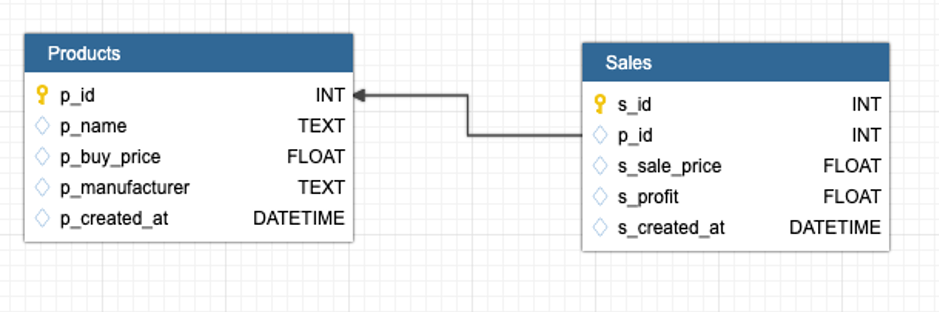 Products
p_id INT
p_name TEXT
p_buy_price FLOAT
p_manufacturer TEXT
p_created_at DATETIME
Sales
s_id INT
p_id INT
s_sale_price FLOAT
s_profit FLOAT
s_created_at DATETIME